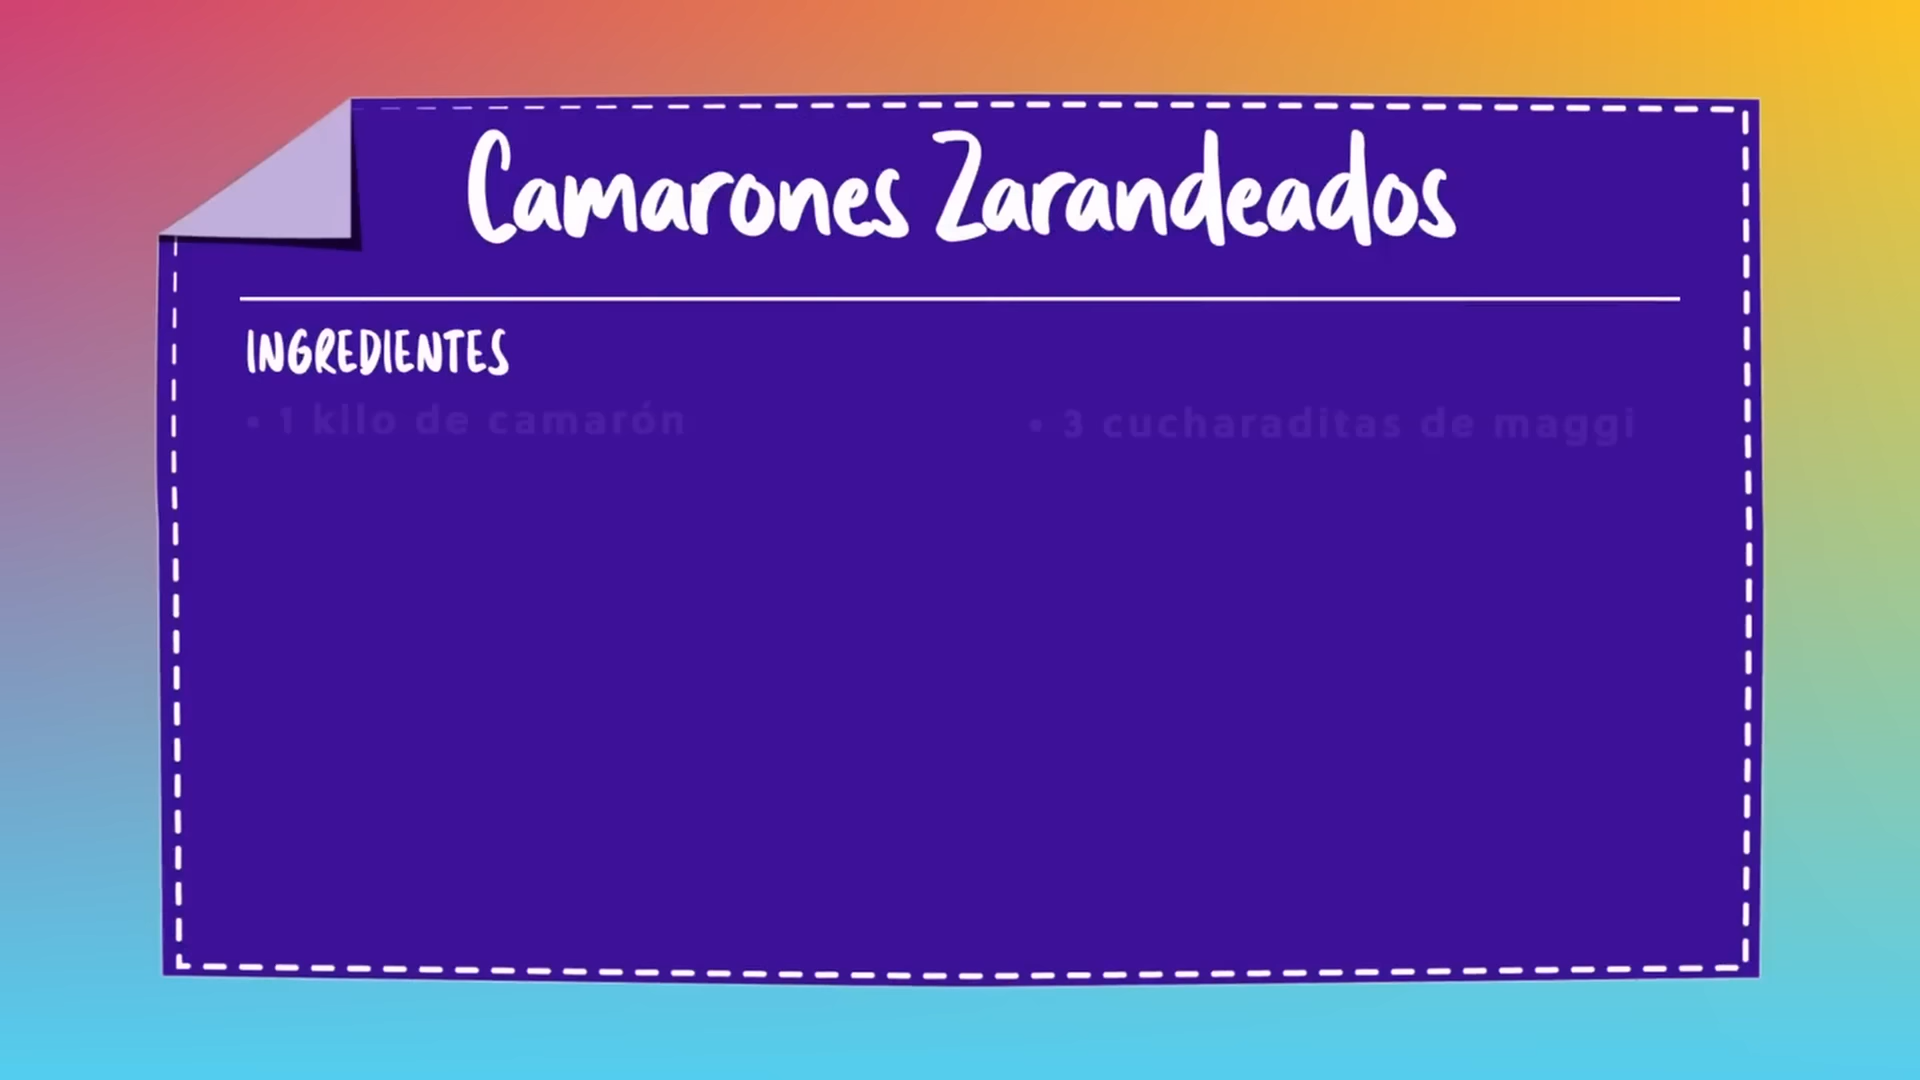 Camarones Zarandeados
INGREDIENTES
• 1 kilo de camarón
• 3 cucharaditas de maggi